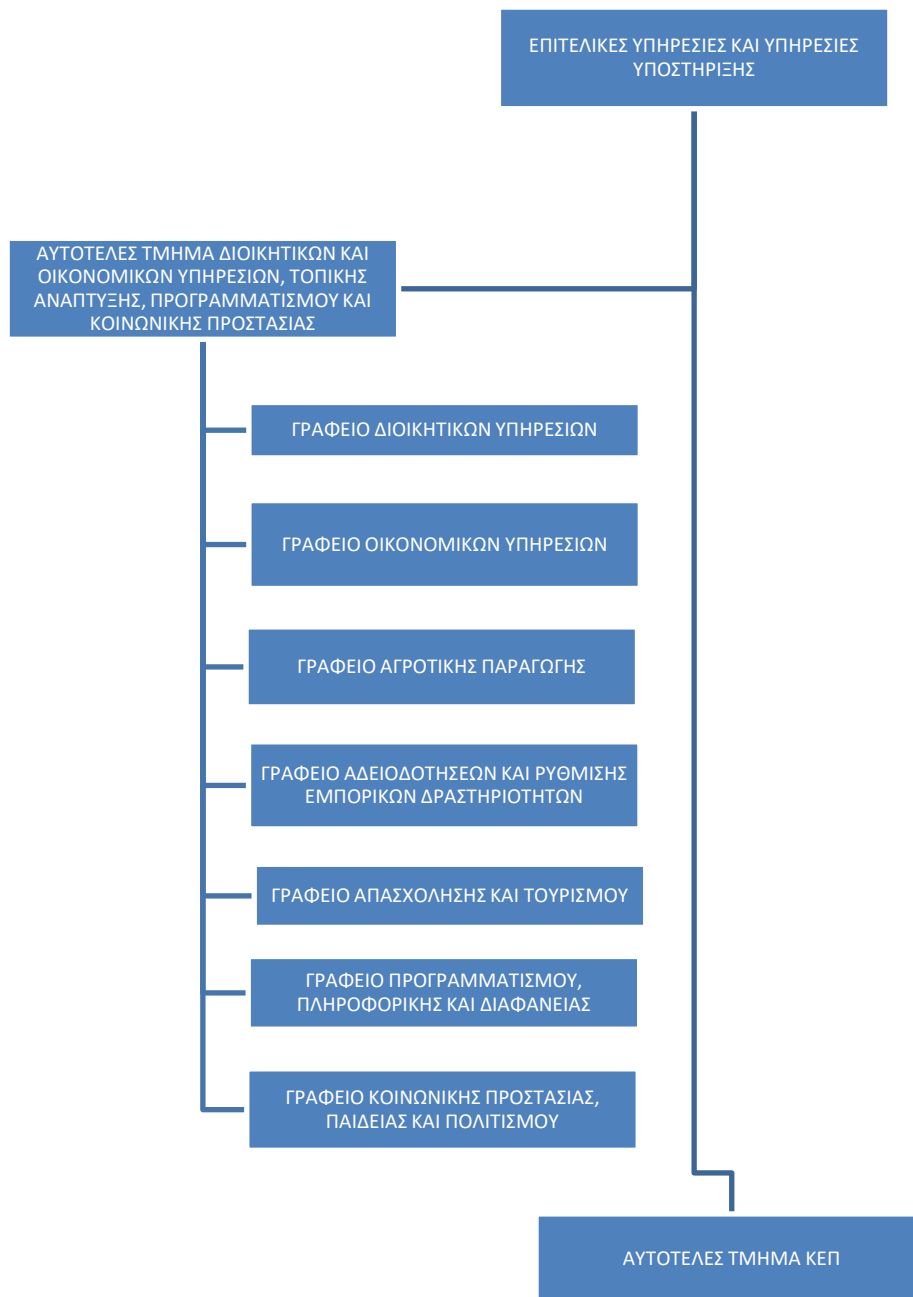 ΕΠΙΤΕΛΙΚΕΣ ΥΠΗΡΕΣΙΕΣ ΚΑΙ ΥΠΗΡΕΣΙΕΣ
ΥΠΟΣΤΗΡΙΞΗΣ
ΑΥΤΟΤΕΛΕΣ ΤΜΗΜΑ ΔΙΟΙΚΗΤΙΚΩΝ ΚΑΙ
ΟΙΚΟΝΟΜΙΚΩΝ ΥΠΗΡΕΣΙΩΝ, ΤΟΠΙΚΗΣ
ΑΝΑΠΤΥΞΗΣ, ΠΡΟΓΡΑΜΜΑΤΙΣΜΟΥ ΚΑΙ
ΚΟΙΝΩΝΙΚΗΣ ΠΡΟΣΤΑΣΙΑΣ
ΓΡΑΦΕΙΟ ΔΙΟΙΚΗΤΙΚΩΝ ΥΠΗΡΕΣΙΩΝ
ΓΡΑΦΕΙΟ ΟΙΚΟΝΟΜΙΚΩΝ ΥΠΗΡΕΣΙΩΝ
ΓΡΑΦΕΙΟ ΑΓΡΟΤΙΚΗΣ ΠΑΡΑΓΩΓΗΣ
ΓΡΑΦΕΙΟ ΑΔΕΙΟΔΟΤΗΣΕΩΝ ΚΑΙ ΡΥΘΜΙΣΗΣ
ΕΜΠΟΡΙΚΩΝ ΔΡΑΣΤΗΡΙΟΤΗΤΩΝ
ΓΡΑΦΕΙΟ ΑΠΑΣΧΟΛΗΣΗΣ ΚΑΙ ΤΟΥΡΙΣΜΟΥ
ΓΡΑΦΕΙΟ ΠΡΟΓΡΑΜΜΑΤΙΣΜΟΥ,
ΠΛΗΡΟΦΟΡΙΚΗΣ ΚΑΙ ΔΙΑΦΑΝΕΙΑΣ
ΓΡΑΦΕΙΟ ΚΟΙΝΩΝΙΚΗΣ ΠΡΟΣΤΑΣΙΑΣ,
ΠΑΙΔΕΙΑΣ ΚΑΙ ΠΟΛΙΤΙΣΜΟΥ
ΑΥΤΟΤΕΛΕΣ ΤΜΗΜΑ ΚΕΠ